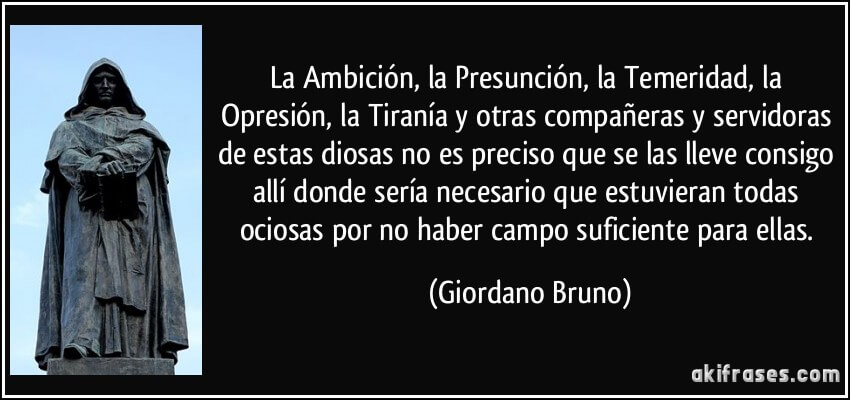 La Ambición, la Presunción, la Temeridad, la
Opresión, la Tiranía y otras compañeras y servidoras
de estas diosas no es preciso que se las lleve consigo
allí donde sería necesario que estuvieran todas
ociosas por no haber campo suficiente para ellas.
(Giordano Bruno)
akifrases.com